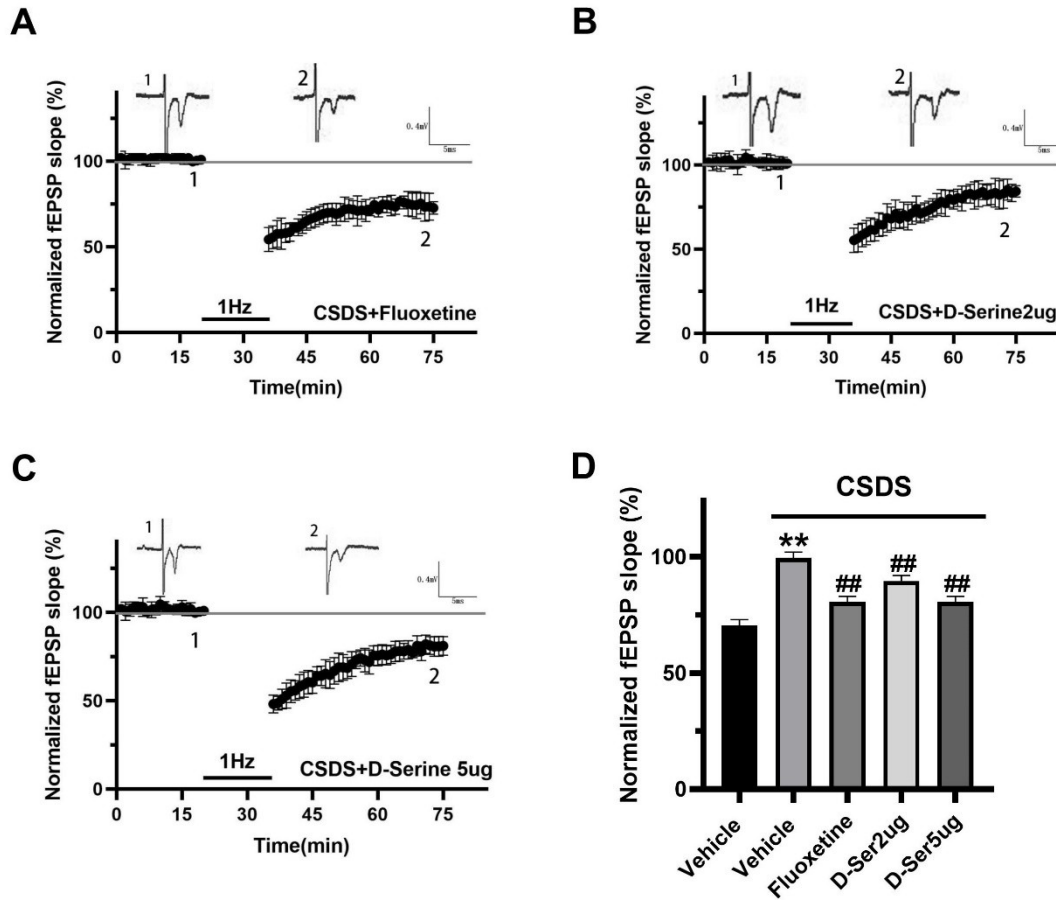 A
Normalized fEPSP slope (%)
100
50
0
1
2
0.4mV
5ms
1
2
1Hz
CSDS+Fluoxetine
0 15 30 45 60 75
Time(min)
B
Normalized fEPSP slope (%)
100
50
0
1
2
0.4mV
5ms
1
2
1Hz
CSDS+D-Serine2ug
0 15 30 45 60 75
Time(min)
C
Normalized fEPSP slope (%)
100
50
0
1
2
0.4mV
5ms
1
2
1Hz
CSDS+D-Serine 5ug
0 15 30 45 60 75
Time(min)
D
Normalized fEPSP slope (%)
100
50
0
CSDS
**
##
##
##
Vehicle
Vehicle
Fluoxetine
D-Ser2ug
D-Ser5ug